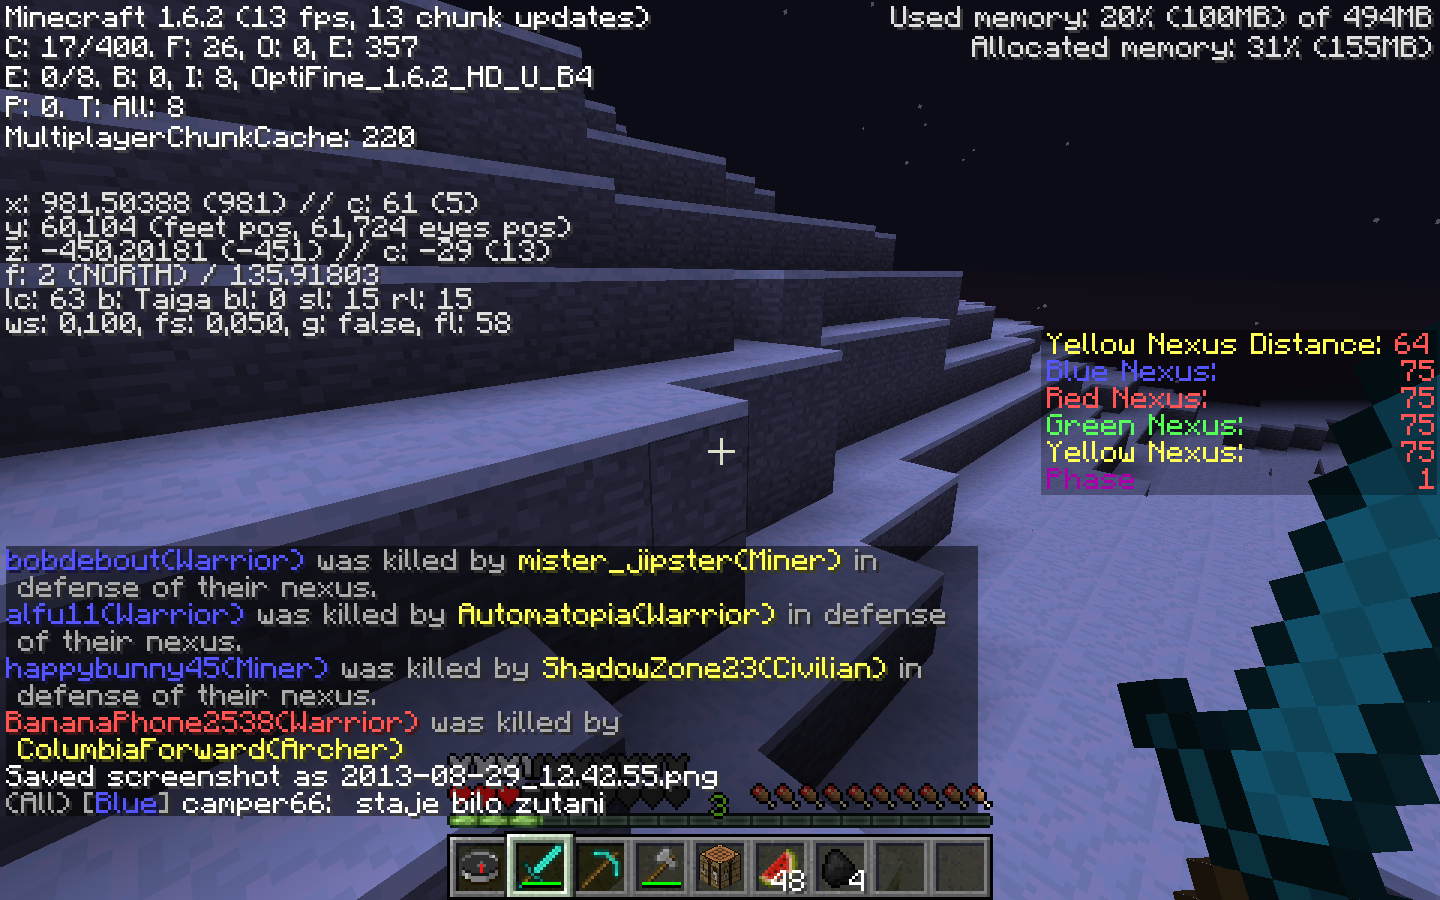 Minecraft 1.6.2 (13 fps, 13 chunk updates)
Used memory: 20% (100MB) of 494MB
C: 17/400. F: 26, O: 0, E: 357
Allocated memory: 31% (155MB)
E: 0/8. B: 0, I: 8, OptiFine_1.6.2_HD_U_B4
P: 0. T: All: 8
MultiplayerChunkCache: 220
x: 981,50388 (981) // c: 61 (5)
y: 60,104 (feet pos, 61,724 eyes pos)
z: -450,20181 (-451) // c: -29 (13)
f: 2 (NORTH) / 135.91803
lc: 63 b: Taiga bl: 0 sl: 15 rl: 15
ws: 0,100, fs: 0,050, g: false, fl: 58
Yellow Nexus Distance: 64
Blue Nexus: 75
Red Nexus: 75
Green Nexus: 75
Yellow Nexus: 75
Phase 1
bobdebout(Warrior) was killed by mister_jipster(Miner) in
defense of their nexus.
alfu11(Warrior) was killed by Automatopia(Warrior) in defense
of their nexus.
happybunny45(Miner) was killed by ShadowZone23(Civilian) in
defense of their nexus.
BananaPhone2538(Warrior) was killed by
ColumbiaForward(Archer)
Saved screenshot as 2013-08-29_12.42.55.png
(All) [Blue] camper66: staje bilo zutani
3
48
4